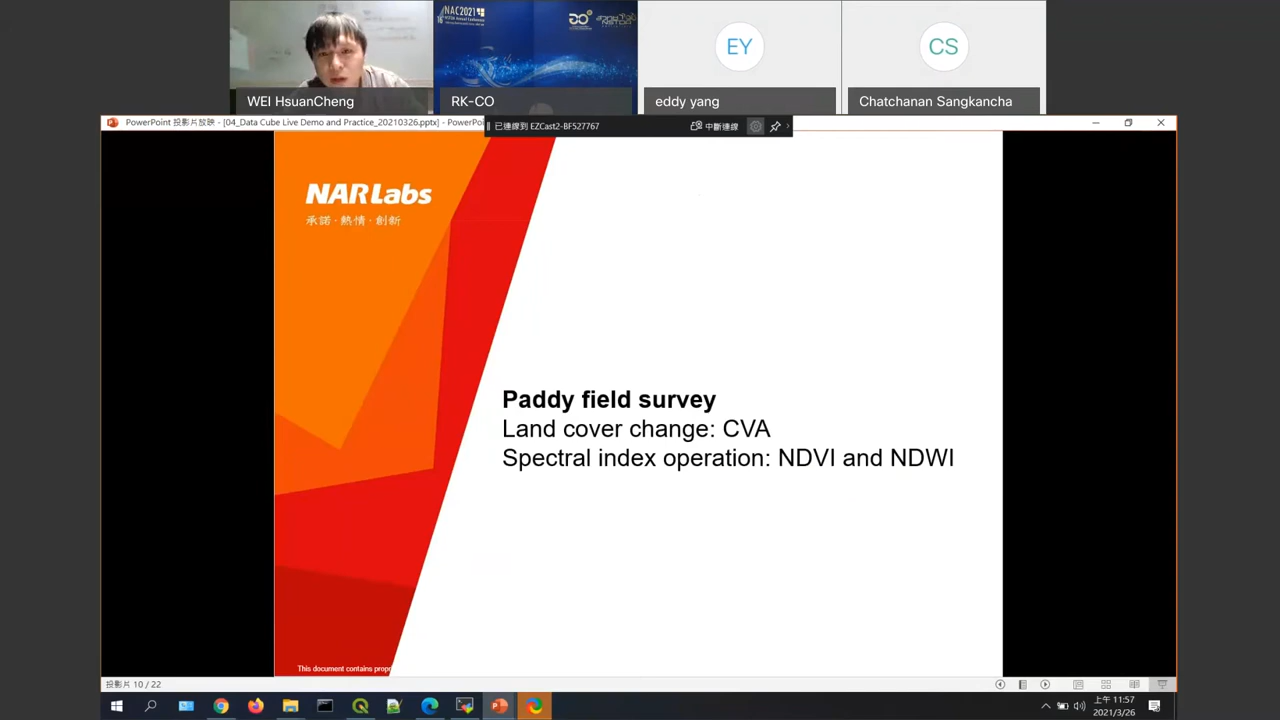 NAC2021
EY
CS
WEI HsuanCheng
RK-CO
eddy yang
Chatchanan Sangkancha
PowerPoint 投影片放映 - [04_Data Cube Live Demo and Practice_20210326.pptx] - PowerPoi
已連線到 EZCast2-BF527767
中斷連線
NARLabs
承諾·熱情·創新
Paddy field survey
Land cover change: CVA
Spectral index operation: NDVI and NDWI
This document contains prop
投影片 10 / 22
上午 11:57
2021/3/26